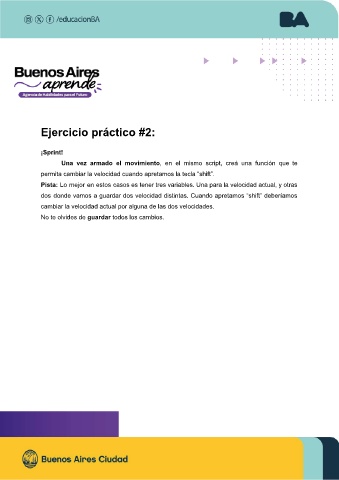 /educacionBA
BA
Buenos Aires
aprende
Agencia de Habilidades para el Futuro
Ejercicio práctico #2:
¡Sprint!
Una vez armado el movimiento, en el mismo script, creá una función que te
permita cambiar la velocidad cuando apretamos la tecla “shift”.
Pista: Lo mejor en estos casos es tener tres variables. Una para la velocidad actual, y otras
dos donde vamos a guardar dos velocidad distintas. Cuando apretamos “shift” deberíamos
cambiar la velocidad actual por alguna de las dos velocidades.
No te olvides de guardar todos los cambios.
Buenos Aires Ciudad